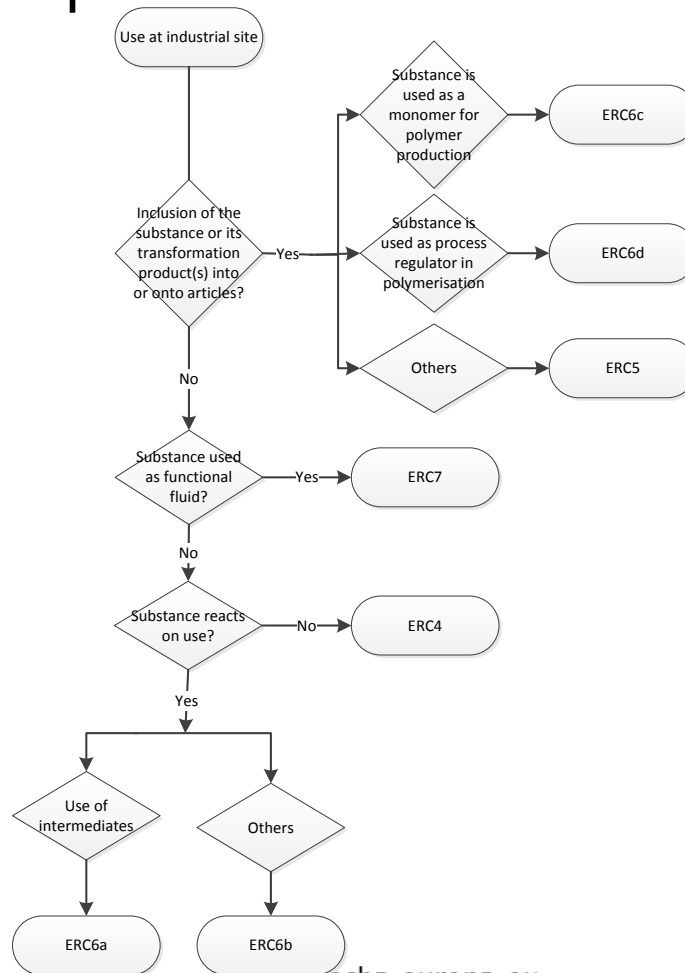 Use at industrial site
Substance is
used as a
monomer for
polymer
production
ERC6c
Inclusion of the
substance or its
transformation
product(s) into
or onto articles?
Yes
Substance is
used as process
regulator in
polymerisation
ERC6d
Others
ERC5
No
Substance used
as functional
fluid?
Yes
ERC7
No
Substance reacts
on use?
No
ERC4
Yes
Use of
intermediates
Others
ERC6a
ERC6b